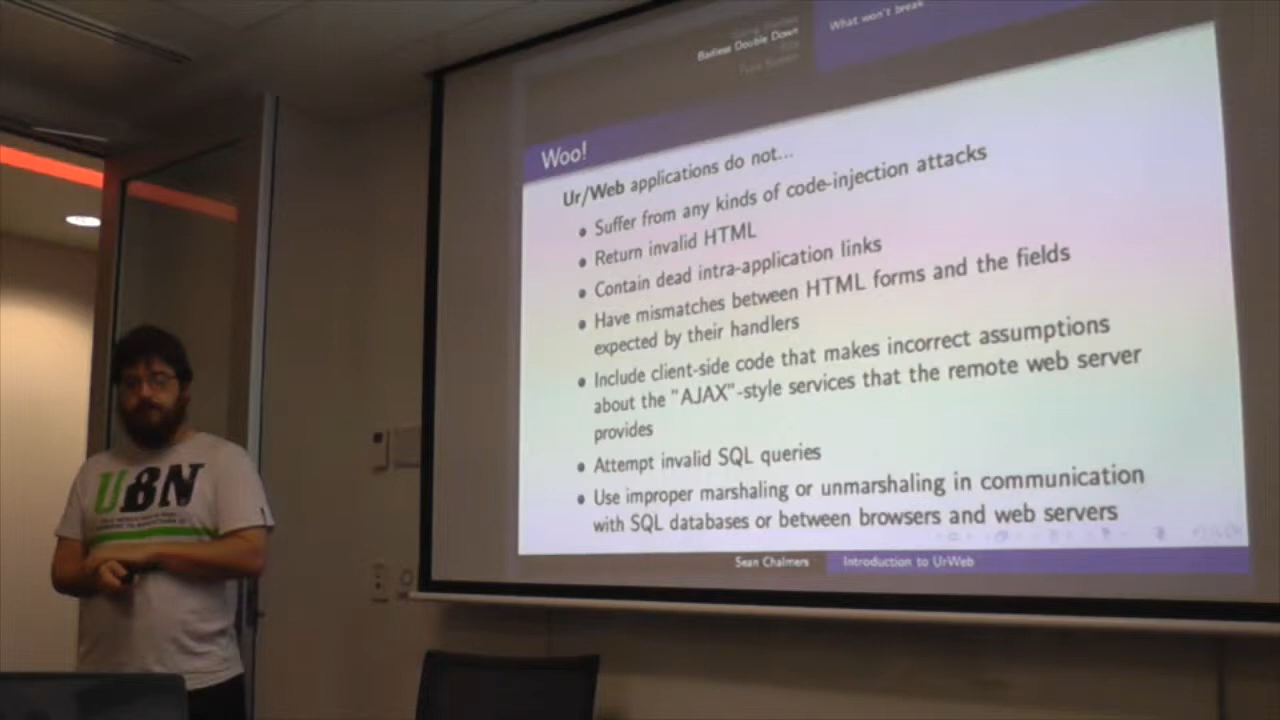 Badless Double Down
What won't break
Woo!
Ur/Web applications do not...
Suffer from any kinds of code-injection attacks
Return invalid HTML
Contain dead intra-application links
Have mismatches between HTML forms and the fields
expected by their handlers
Include client-side code that makes incorrect assumptions
about the "AJAX"-style services that the remote web server
provides
Attempt invalid SQL queries
Use improper marshaling or unmarshaling in communication
with SQL databases or between browsers and web servers
Sean Chalmers
Introduction to UrWeb
UBN